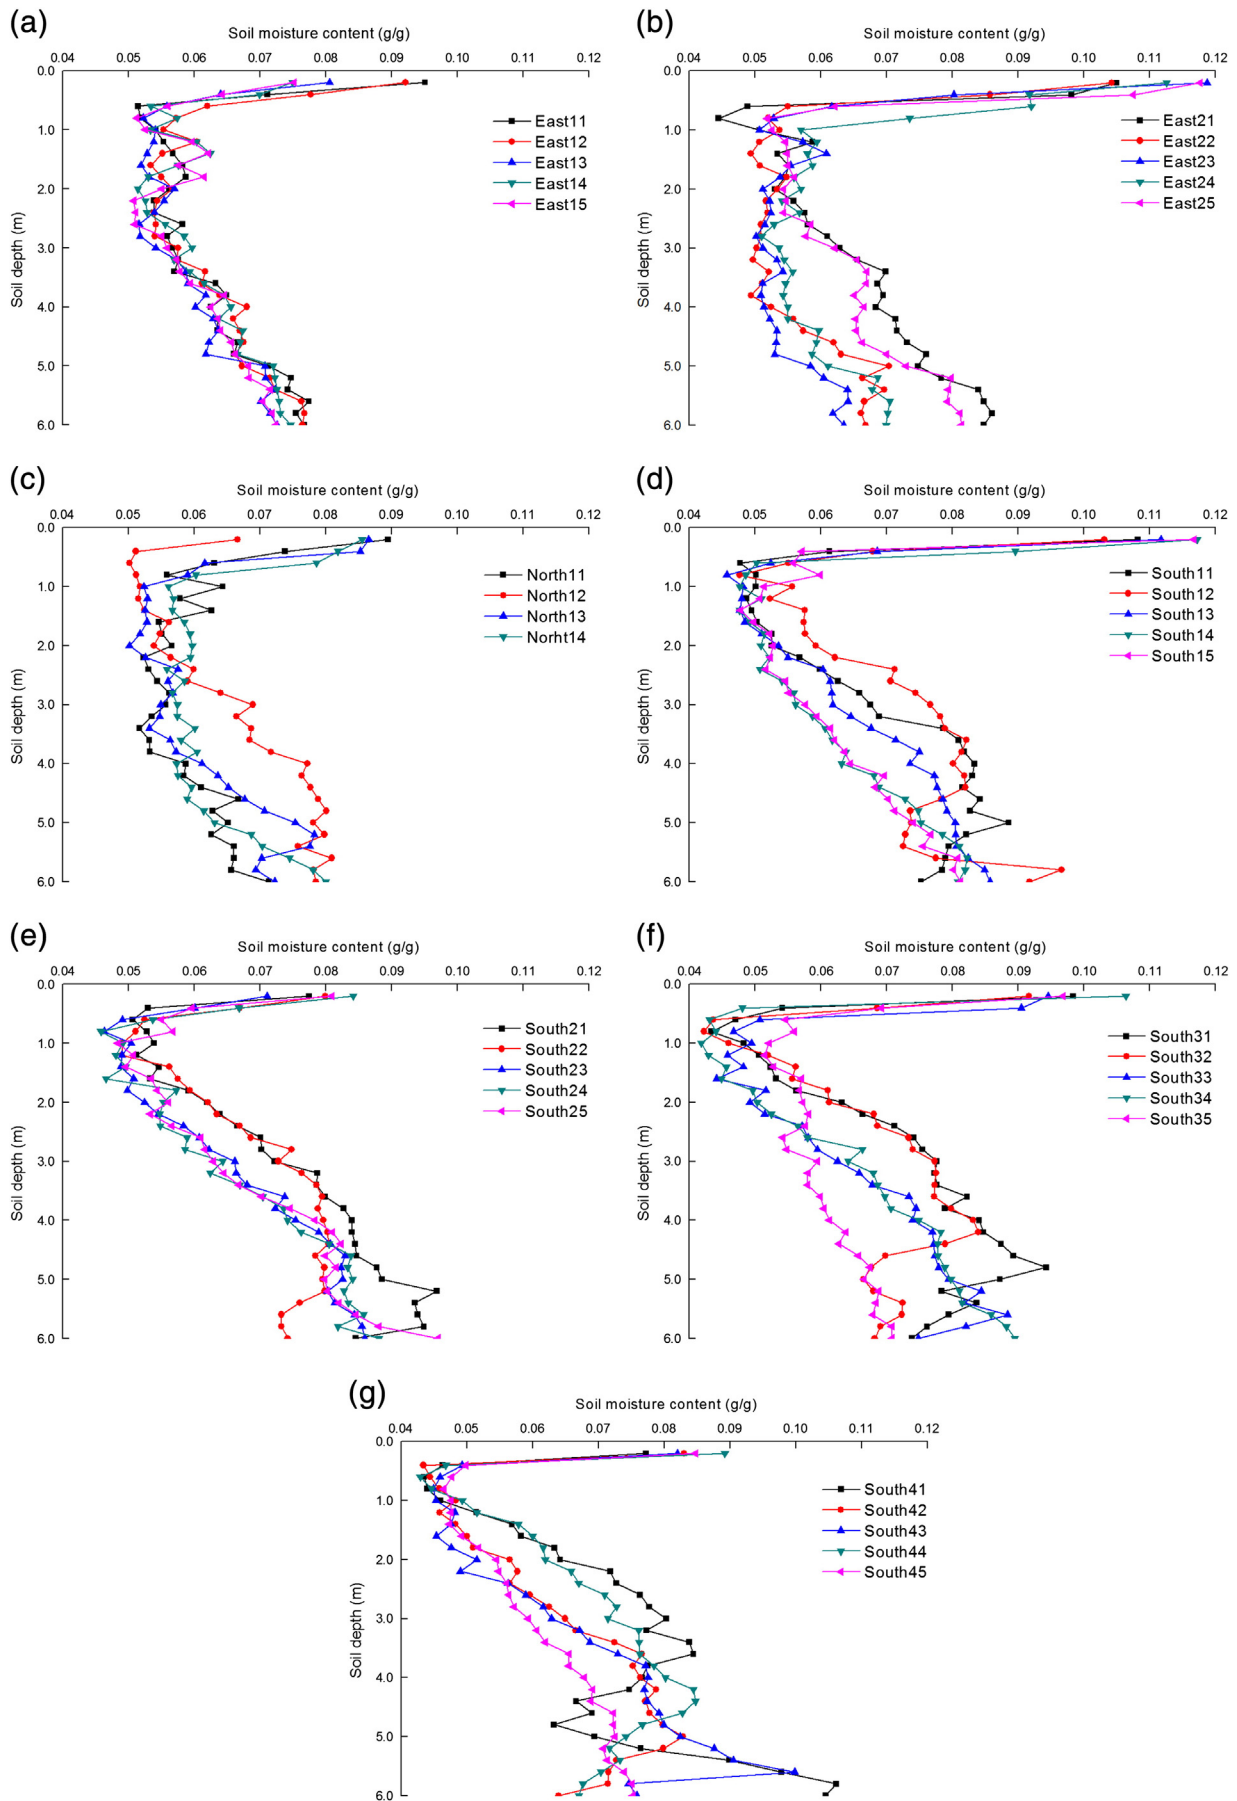 (a)
Soil moisture content (g/g)
0.04 0.05 0.06 0.07 0.08 0.09 0.10 0.11 0.12
0.0
1.0
2.0
3.0
4.0
5.0
6.0
Soil depth (m)
East11
East12
East13
East14
East15
(b)
Soil moisture content (g/g)
0.04 0.05 0.06 0.07 0.08 0.09 0.10 0.11 0.12
0.0
1.0
2.0
3.0
4.0
5.0
6.0
Soil depth (m)
East21
East22
East23
East24
East25
(c)
Soil moisture content (g/g)
0.04 0.05 0.06 0.07 0.08 0.09 0.10 0.11 0.12
0.0
1.0
2.0
3.0
4.0
5.0
6.0
Soil depth (m)
North11
North12
North13
Norht14
(d)
Soil moisture content (g/g)
0.04 0.05 0.06 0.07 0.08 0.09 0.10 0.11 0.12
0.0
1.0
2.0
3.0
4.0
5.0
6.0
Soil depth (m)
South11
South12
South13
South14
South15
(e)
Soil moisture content (g/g)
0.04 0.05 0.06 0.07 0.08 0.09 0.10 0.11 0.12
0.0
1.0
2.0
3.0
4.0
5.0
6.0
Soil depth (m)
South21
South22
South23
South24
South25
(f)
Soil moisture content (g/g)
0.04 0.05 0.06 0.07 0.08 0.09 0.10 0.11 0.12
0.0
1.0
2.0
3.0
4.0
5.0
6.0
Soil depth (m)
South31
South32
South33
South34
South35
(g)
Soil moisture content (g/g)
0.04 0.05 0.06 0.07 0.08 0.09 0.10 0.11 0.12
0.0
1.0
2.0
3.0
4.0
5.0
6.0
Soil depth (m)
South41
South42
South43
South44
South45